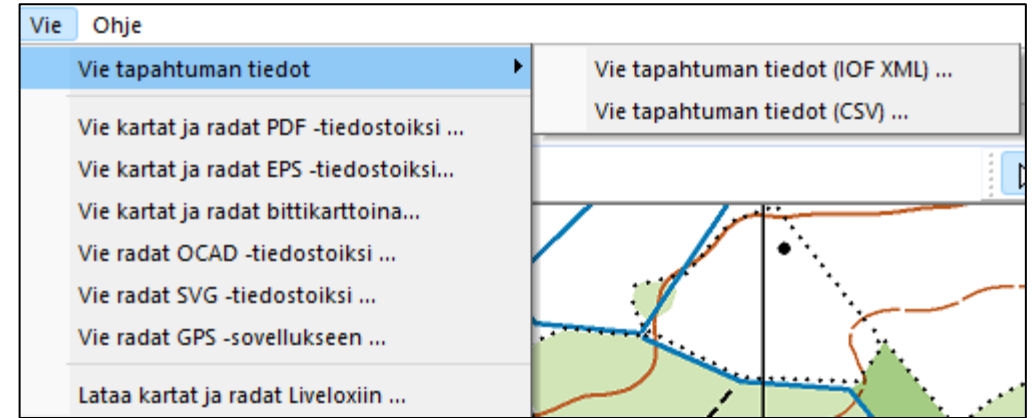 Vie Ohje
Vie tapahtuman tiedot
Vie tapahtuman tiedot (IOF XML) ...
Vie tapahtuman tiedot (CSV) ...
Vie kartat ja radat PDF -tiedostoiksi ...
Vie kartat ja radat EPS -tiedostoiksi...
Vie kartat ja radat bittikarttoina...
Vie radat OCAD -tiedostoiksi ...
Vie radat SVG -tiedostoiksi ...
Vie radat GPS -sovellukseen ...
Lataa kartat ja radat Liveloxiin ...